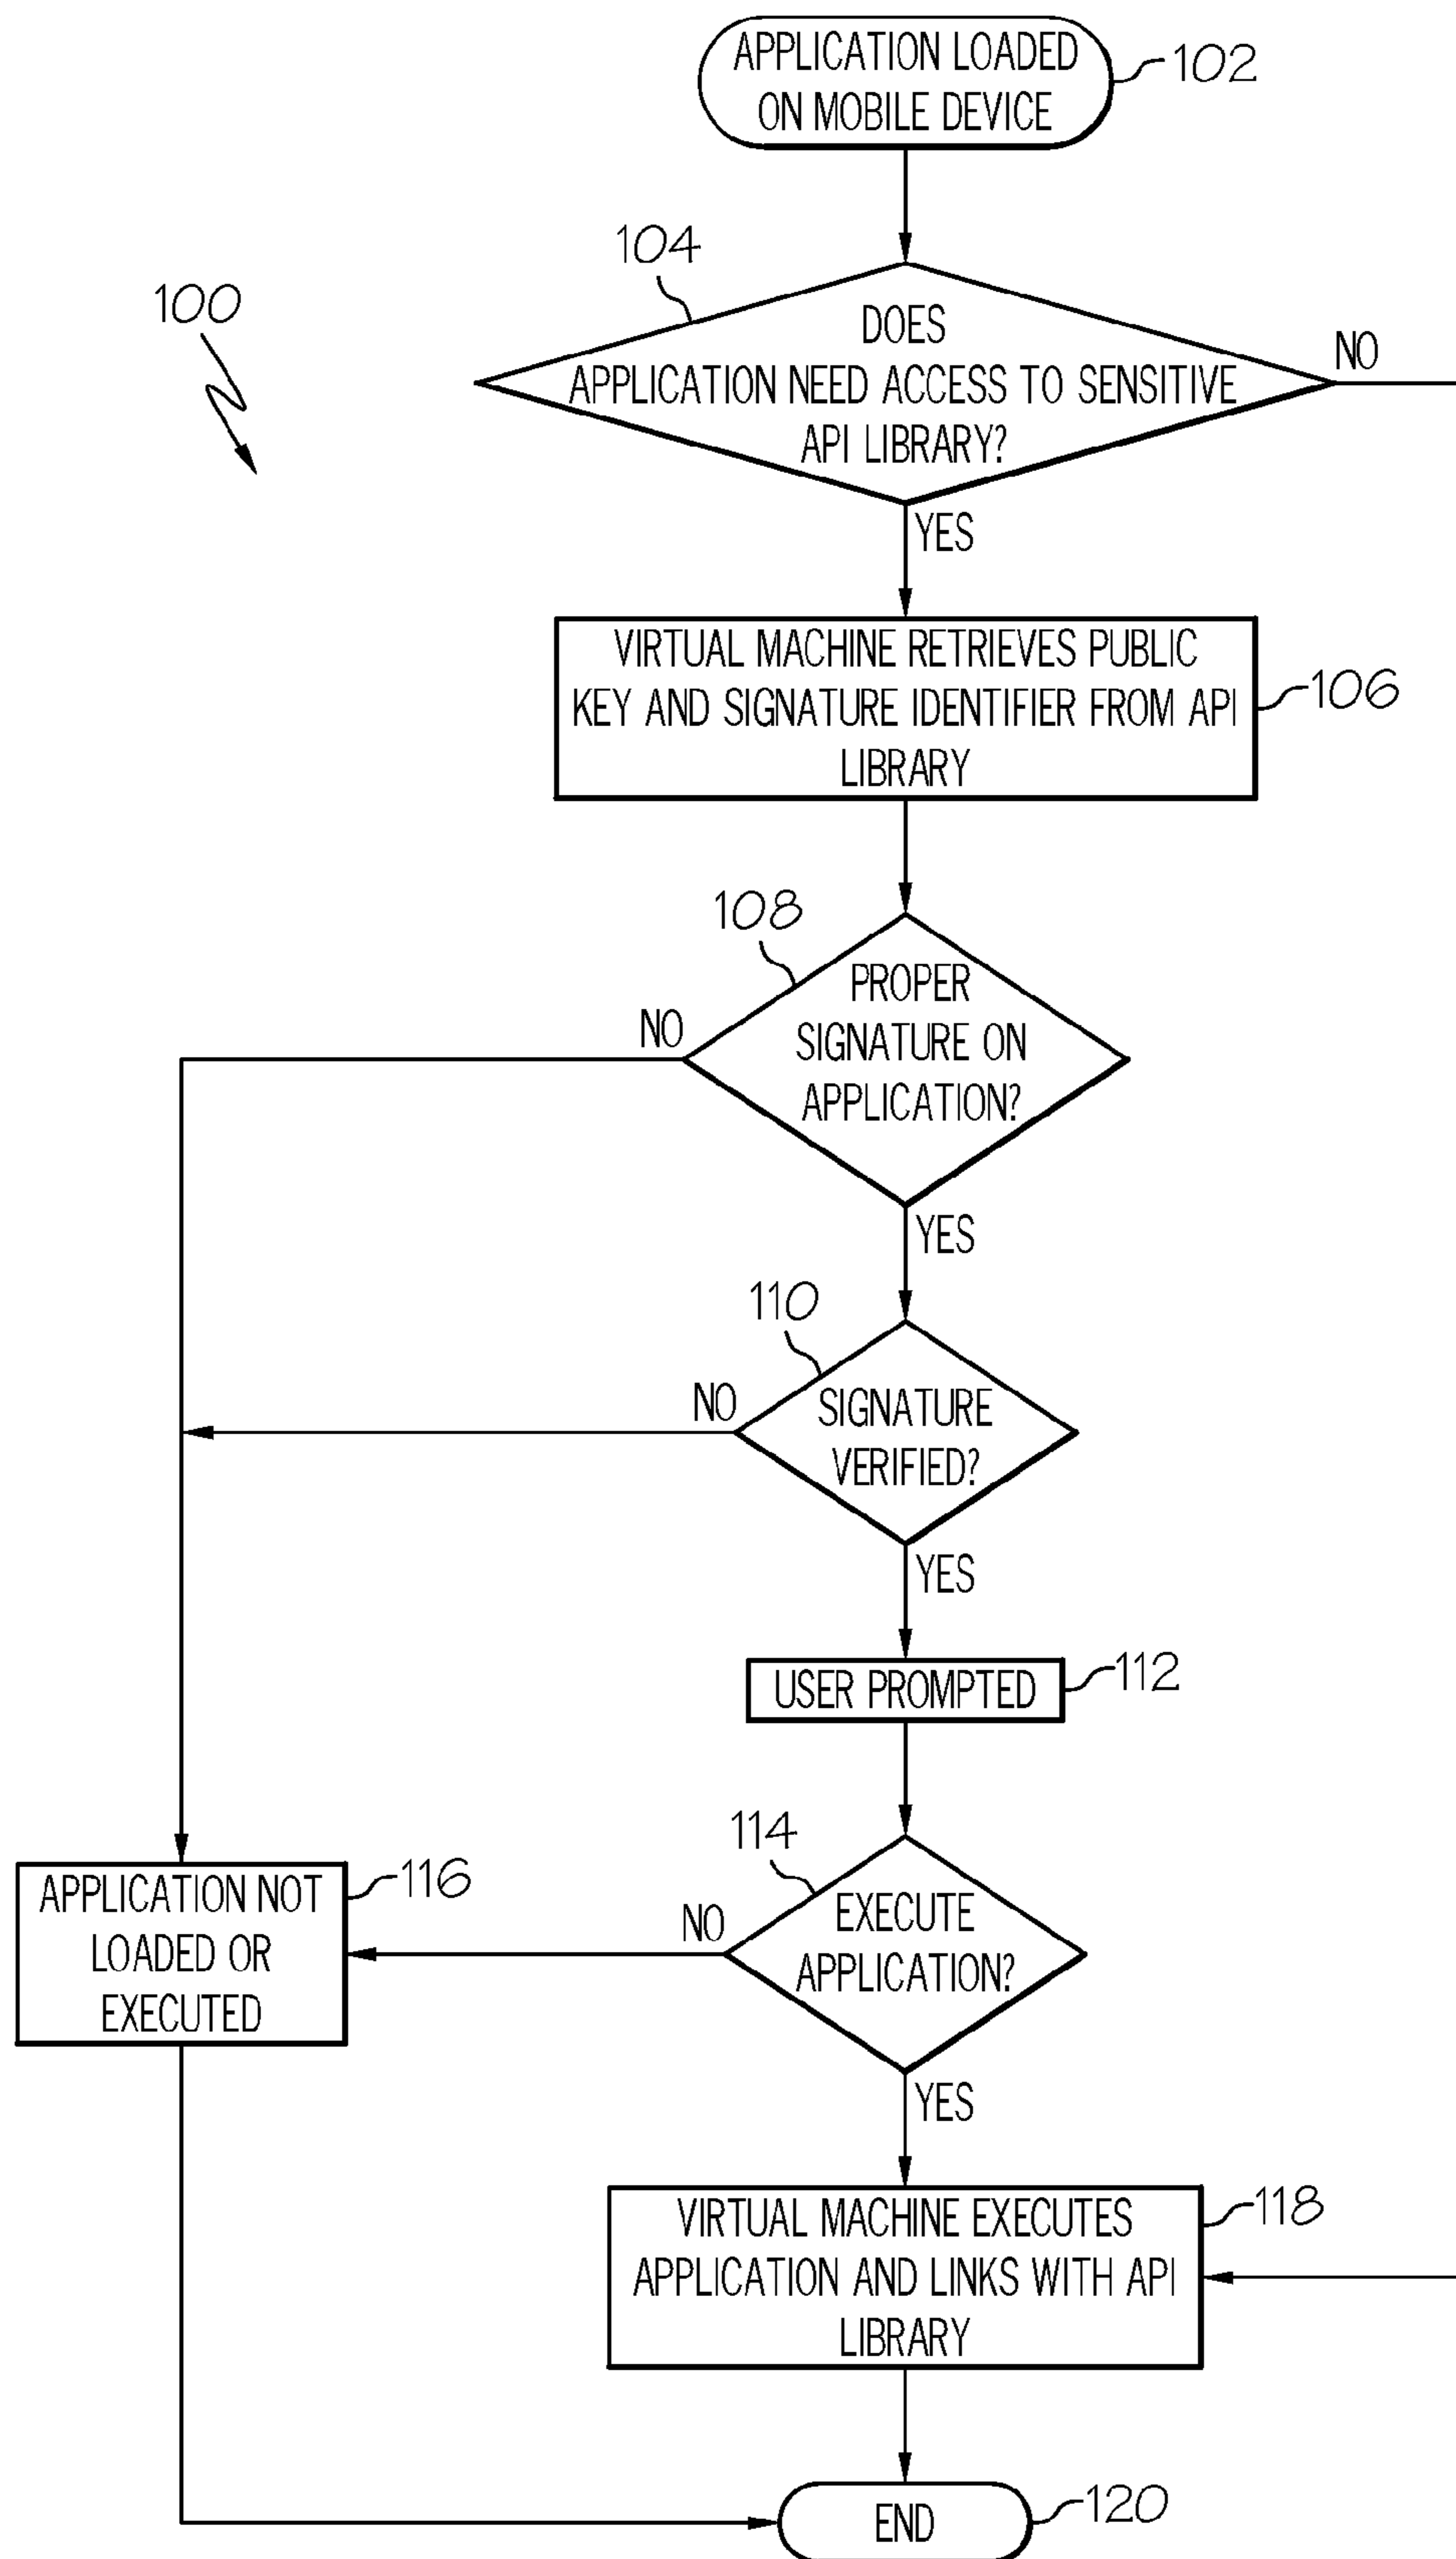 APPLICATION LOADED
ON MOBILE DEVICE
102
104
100
DOES
APPLICATION NEED ACCESS TO SENSITIVE
API LIBRARY?
NO
YES
VIRTUAL MACHINE RETRIEVES PUBLIC
KEY AND SIGNATURE IDENTIFIER FROM API
LIBRARY
106
108
PROPER
SIGNATURE ON
APPLICATION?
NO
YES
110
SIGNATURE
VERIFIED?
NO
YES
USER PROMPTED
112
114
EXECUTE
APPLICATION?
NO
YES
APPLICATION NOT
LOADED OR
EXECUTED
116
VIRTUAL MACHINE EXECUTES
APPLICATION AND LINKS WITH API
LIBRARY
118
END
120